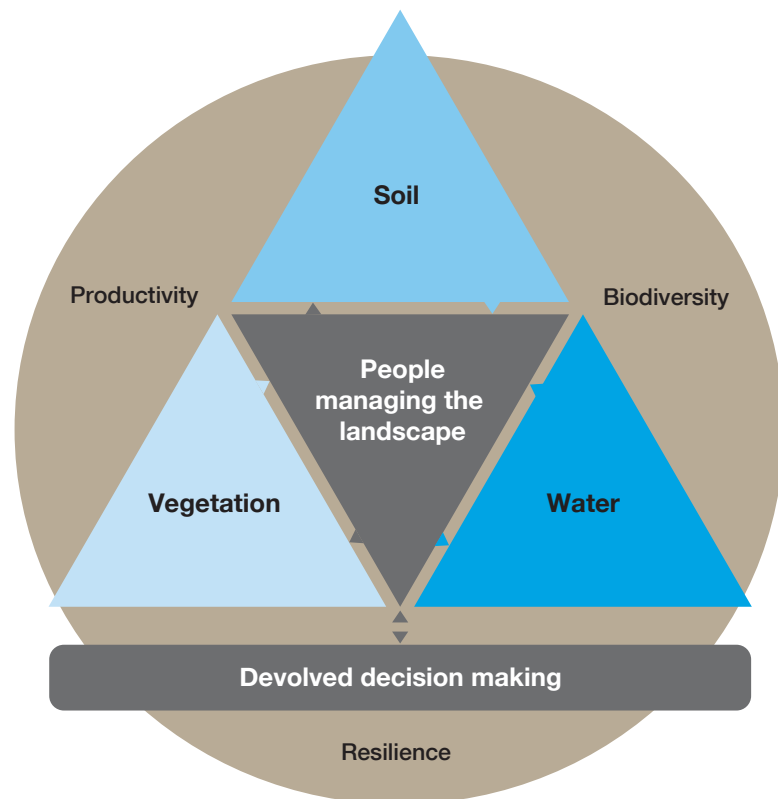 Soil
Productivity
Biodiversity
People
managing the
landscape
Vegetation
Water
Devolved decision making
Resilience